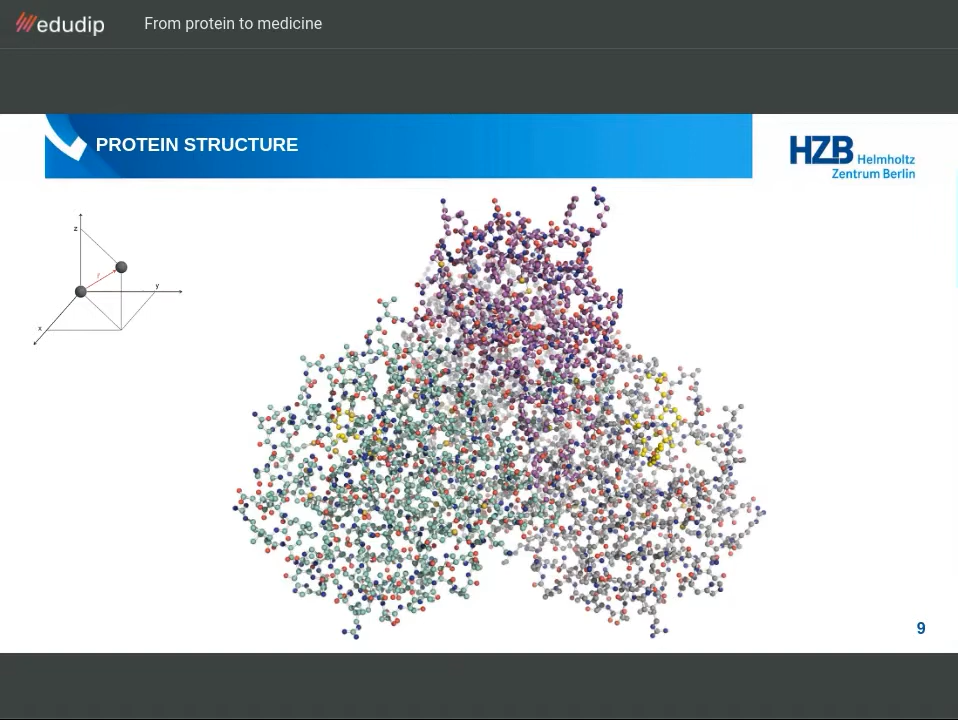 edudip
From protein to medicine
PROTEIN STRUCTURE
HZB Helmholtz
Zentrum Berlin
z
r
y
x
9